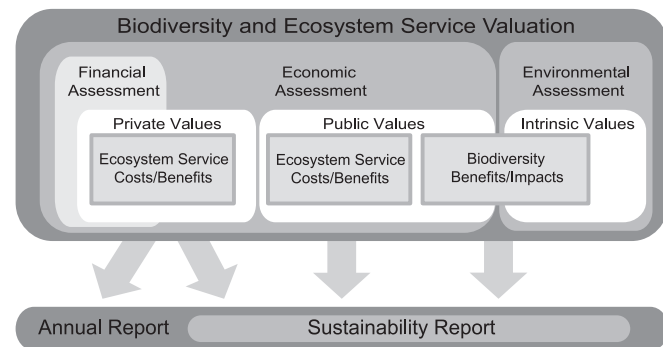 Biodiversity and Ecosystem Service Valuation
Financial
Assessment
Economic
Assessment
Environmental
Assessment
Private Values
Public Values
Intrinsic Values
Ecosystem Service
Costs/Benefits
Ecosystem Service
Costs/Benefits
Biodiversity
Benefits/Impacts
Annual Report
Sustainability Report